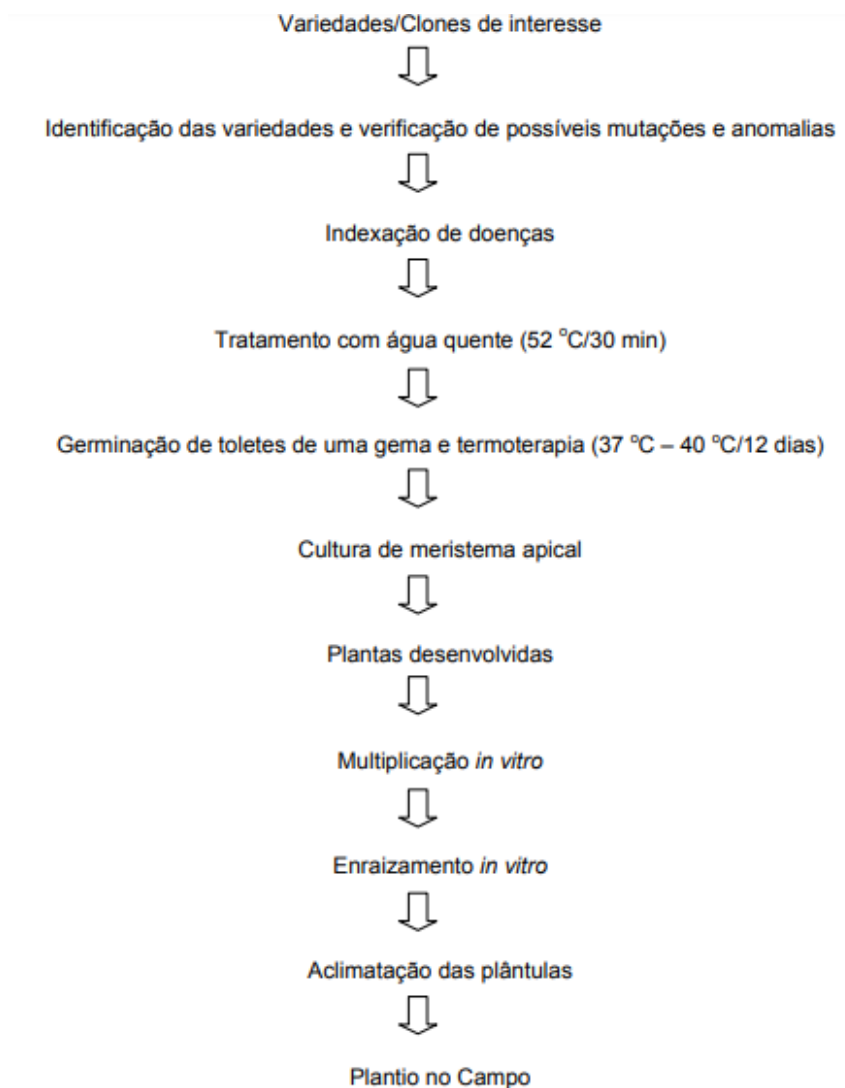 Variedades/Clones de interesse
Identificação das variedades e verificação de possíveis mutações e anomalias
Indexação de doenças
Tratamento com água quente (52 °C/30 min)
Germinação de toletes de uma gema e termoterapia (37 °C – 40 °C/12 dias)
Cultura de meristema apical
Plantas desenvolvidas
Multiplicação in vitro
Enraizamento in vitro
Aclimatação das plântulas
Plantio no Campo